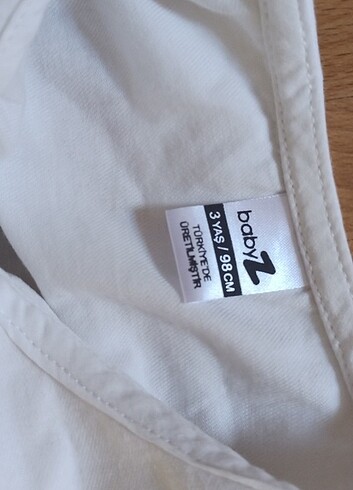 baby
Z
3 YAŞ / 98 CM
TÜRKİYE'DE
ÜRETİLMİŞTİR